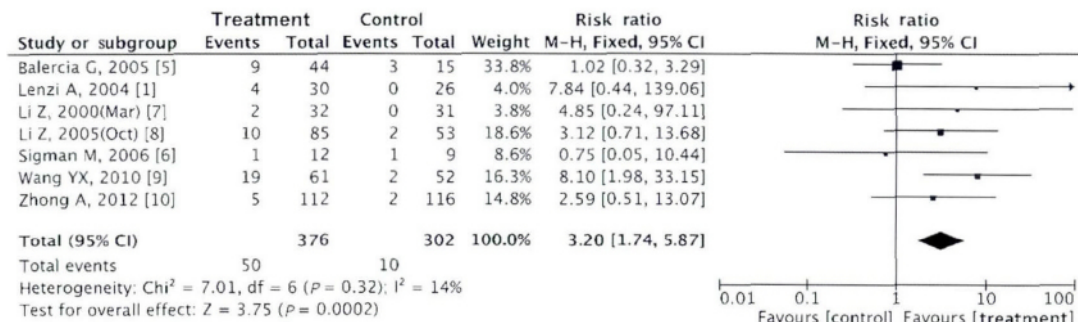 Treatment Control Risk ratio Risk ratio
Study or subgroup Events Total Events Total Weight M-H, Fixed, 95% CI M-H, Fixed, 95% CI
Balercia G, 2005 [5] 9 44 3 15 33.8% 1.02 [0.32, 3.29]
Lenzi A, 2004 [1] 4 30 0 26 4.0% 7.84 [0.44, 139.06]
Li Z, 2000(Mar) [7] 2 32 0 31 3.8% 4.85 [0.24, 97.11]
Li Z, 2005(Oct) [8] 10 85 2 53 18.6% 3.12 [0.71, 13.68]
Sigman M, 2006 [6] 1 12 1 9 8.6% 0.75 [0.05, 10.44]
Wang YX, 2010 [9] 19 61 2 52 16.3% 8.10 [1.98, 33.15]
Zhong A, 2012 [10] 5 112 2 116 14.8% 2.59 [0.51, 13.07]
Total (95% CI) 376 302 100.0% 3.20 [1.74, 5.87]
Total events 50 10
Heterogeneity: Chi² = 7.01, df = 6 (P = 0.32); I² = 14%
Test for overall effect: Z = 3.75 (P = 0.0002)
0.01 0.1 1 10 100
Favours [control] Favours [treatment]